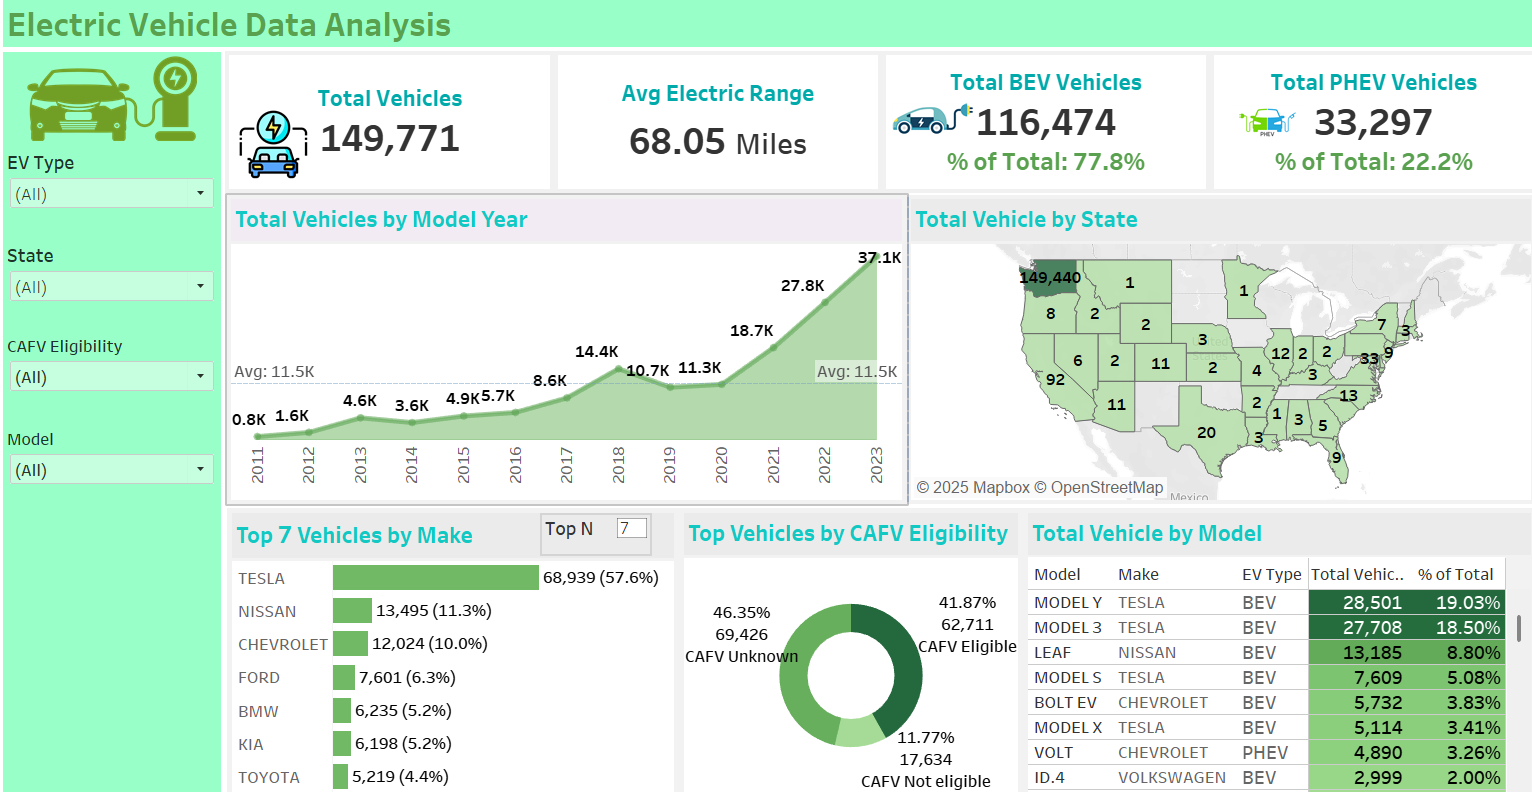 Electric Vehicle Data Analysis
EV Type
(All)
State
(All)
CAFV Eligibility
(All)
Model
(All)
Total Vehicles
149,771
Avg Electric Range
68.05 Miles
Total BEV Vehicles
116,474
% of Total: 77.8%
PHEV
Total PHEV Vehicles
33,297
% of Total: 22.2%
Total Vehicles by Model Year
37.1K
27.8K
18.7K
14.4K
10.7K
11.3K
8.6K
Avg: 11.5K
Avg: 11.5K
0.8K
1.6K
4.6K
3.6K
4.9K
5.7K
2011
2012
2013
2014
2015
2016
2017
2018
2019
2020
2021
2022
2023
Total Vehicle by State
149,440
1
1
8
2
2
7
3
3
6
2
11
2
4
12
2
2
33
9
3
92
11
2
13
20
3
1
3
5
9
© 2025 Mapbox © OpenStreetMap
Mexico
Top 7 Vehicles by Make
Top N
7
TESLA 68,939 (57.6%)
NISSAN 13,495 (11.3%)
CHEVROLET 12,024 (10.0%)
FORD 7,601 (6.3%)
BMW 6,235 (5.2%)
KIA 6,198 (5.2%)
TOYOTA 5,219 (4.4%)
Top Vehicles by CAFV Eligibility
46.35%
69,426
CAFV Unknown
41.87%
62,711
CAFV Eligible
11.77%
17,634
CAFV Not eligible
Total Vehicle by Model
Model Make EV Type Total Vehic.. % of Total
MODEL Y TESLA BEV 28,501 19.03%
MODEL 3 TESLA BEV 27,708 18.50%
LEAF NISSAN BEV 13,185 8.80%
MODEL S TESLA BEV 7,609 5.08%
BOLT EV CHEVROLET BEV 5,732 3.83%
MODEL X TESLA BEV 5,114 3.41%
VOLT CHEVROLET PHEV 4,890 3.26%
ID.4 VOLKSWAGEN BEV 2,999 2.00%